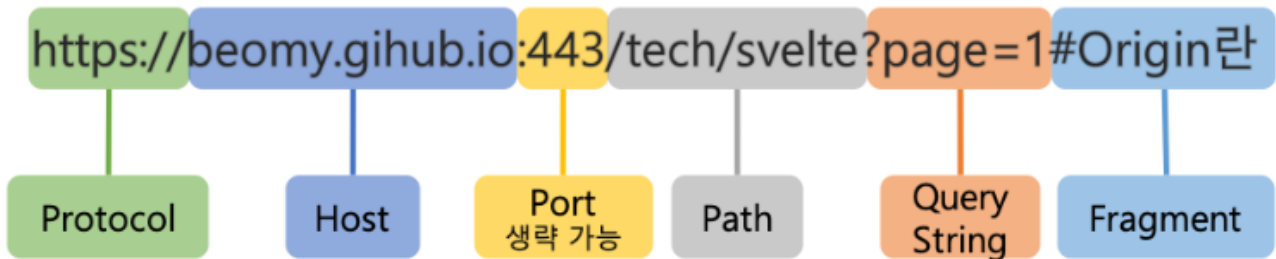 https://beomy.gihub.io:443/tech/svelte?page=1#Origin란
Protocol
Host
Port
생략 가능
Path
Query
String
Fragment